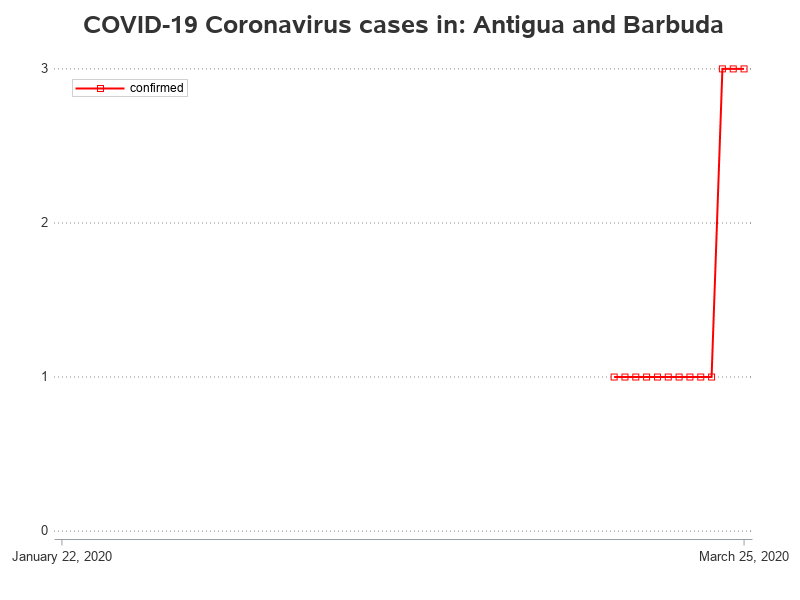 COVID-19 Coronavirus cases in: Antigua and Barbuda
3
confirmed
2
1
0
January 22, 2020
March 25, 2020